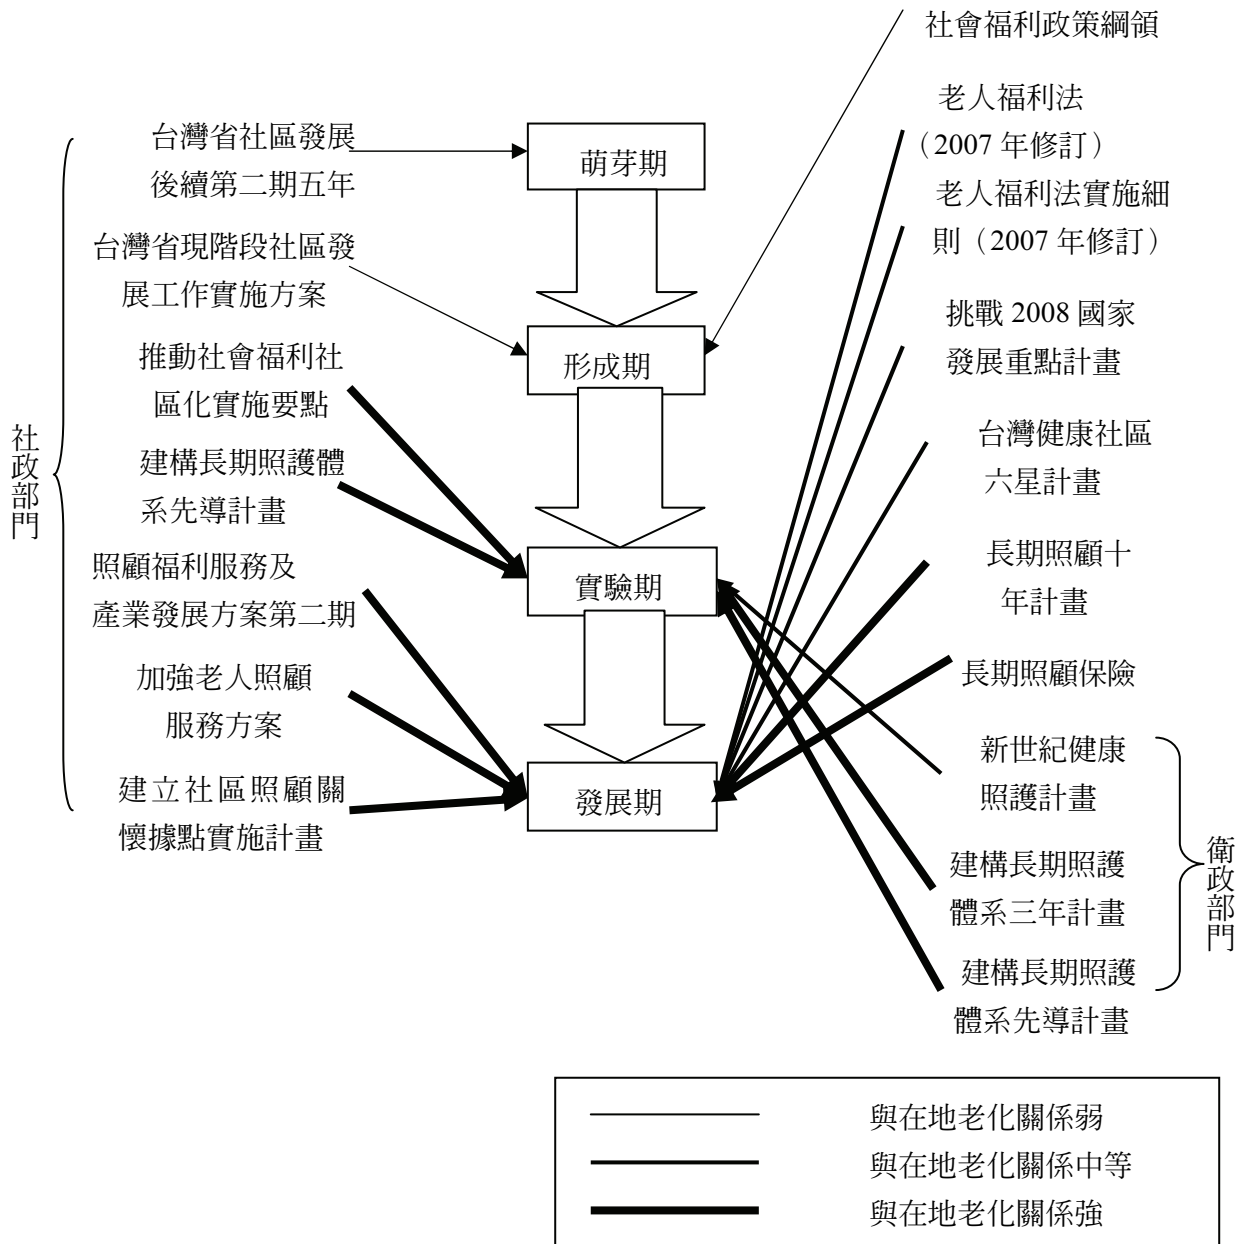 社政部門
台灣省社區發展
後續第二期五年
台灣省現階段社區發
展工作實施方案
推動社會福利社
區化實施要點
建構長期照護體
系先導計畫
照顧福利服務及
產業發展方案第二期
加強老人照顧
服務方案
建立社區照顧關
懷據點實施計畫
萌芽期
形成期
實驗期
發展期
社會福利政策綱領
老人福利法
（2007 年修訂）
老人福利法實施細
則（2007 年修訂）
挑戰 2008 國家
發展重點計畫
台灣健康社區
六星計畫
長期照顧十
年計畫
長期照顧保險
新世紀健康
照護計畫
建構長期照護
體系三年計畫
建構長期照護
體系先導計畫
衛政部門
與在地老化關係弱
與在地老化關係中等
與在地老化關係強